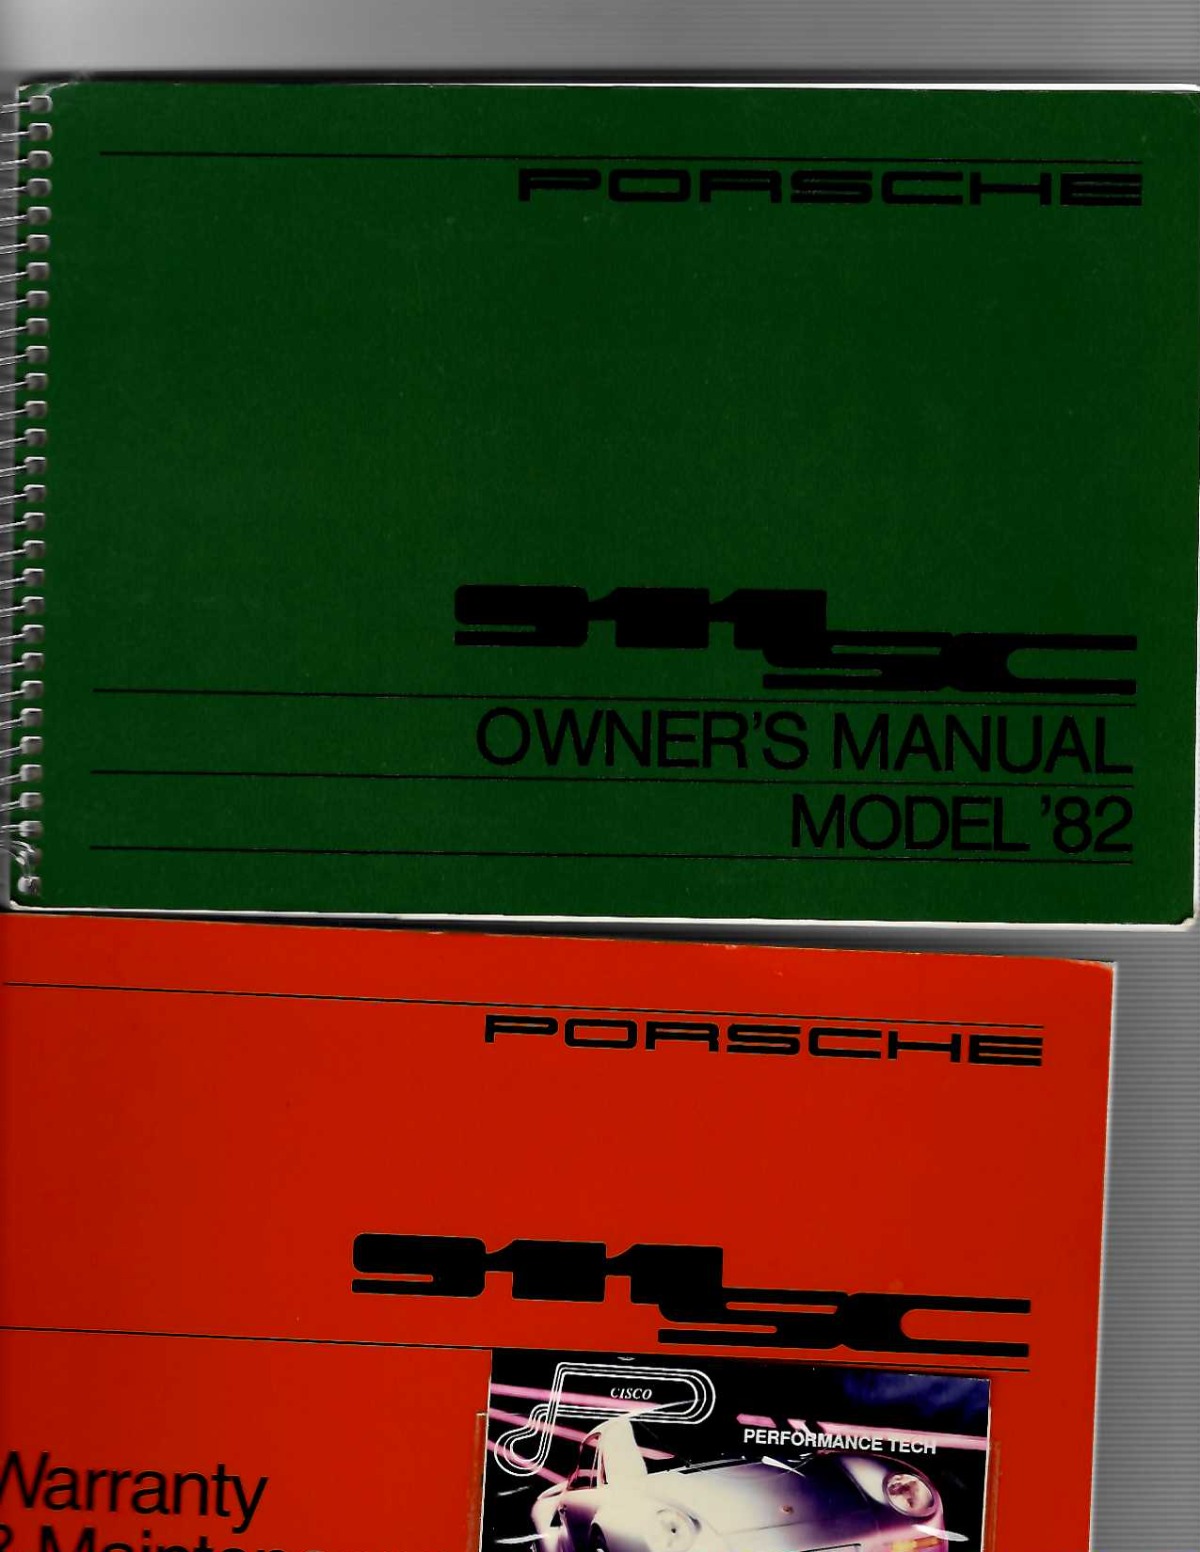 PORSCHE
911SC
OWNER'S MANUAL
MODEL '82
PORSCHE
911SC
CISCO
PERFORMANCE TECH
Warranty
&